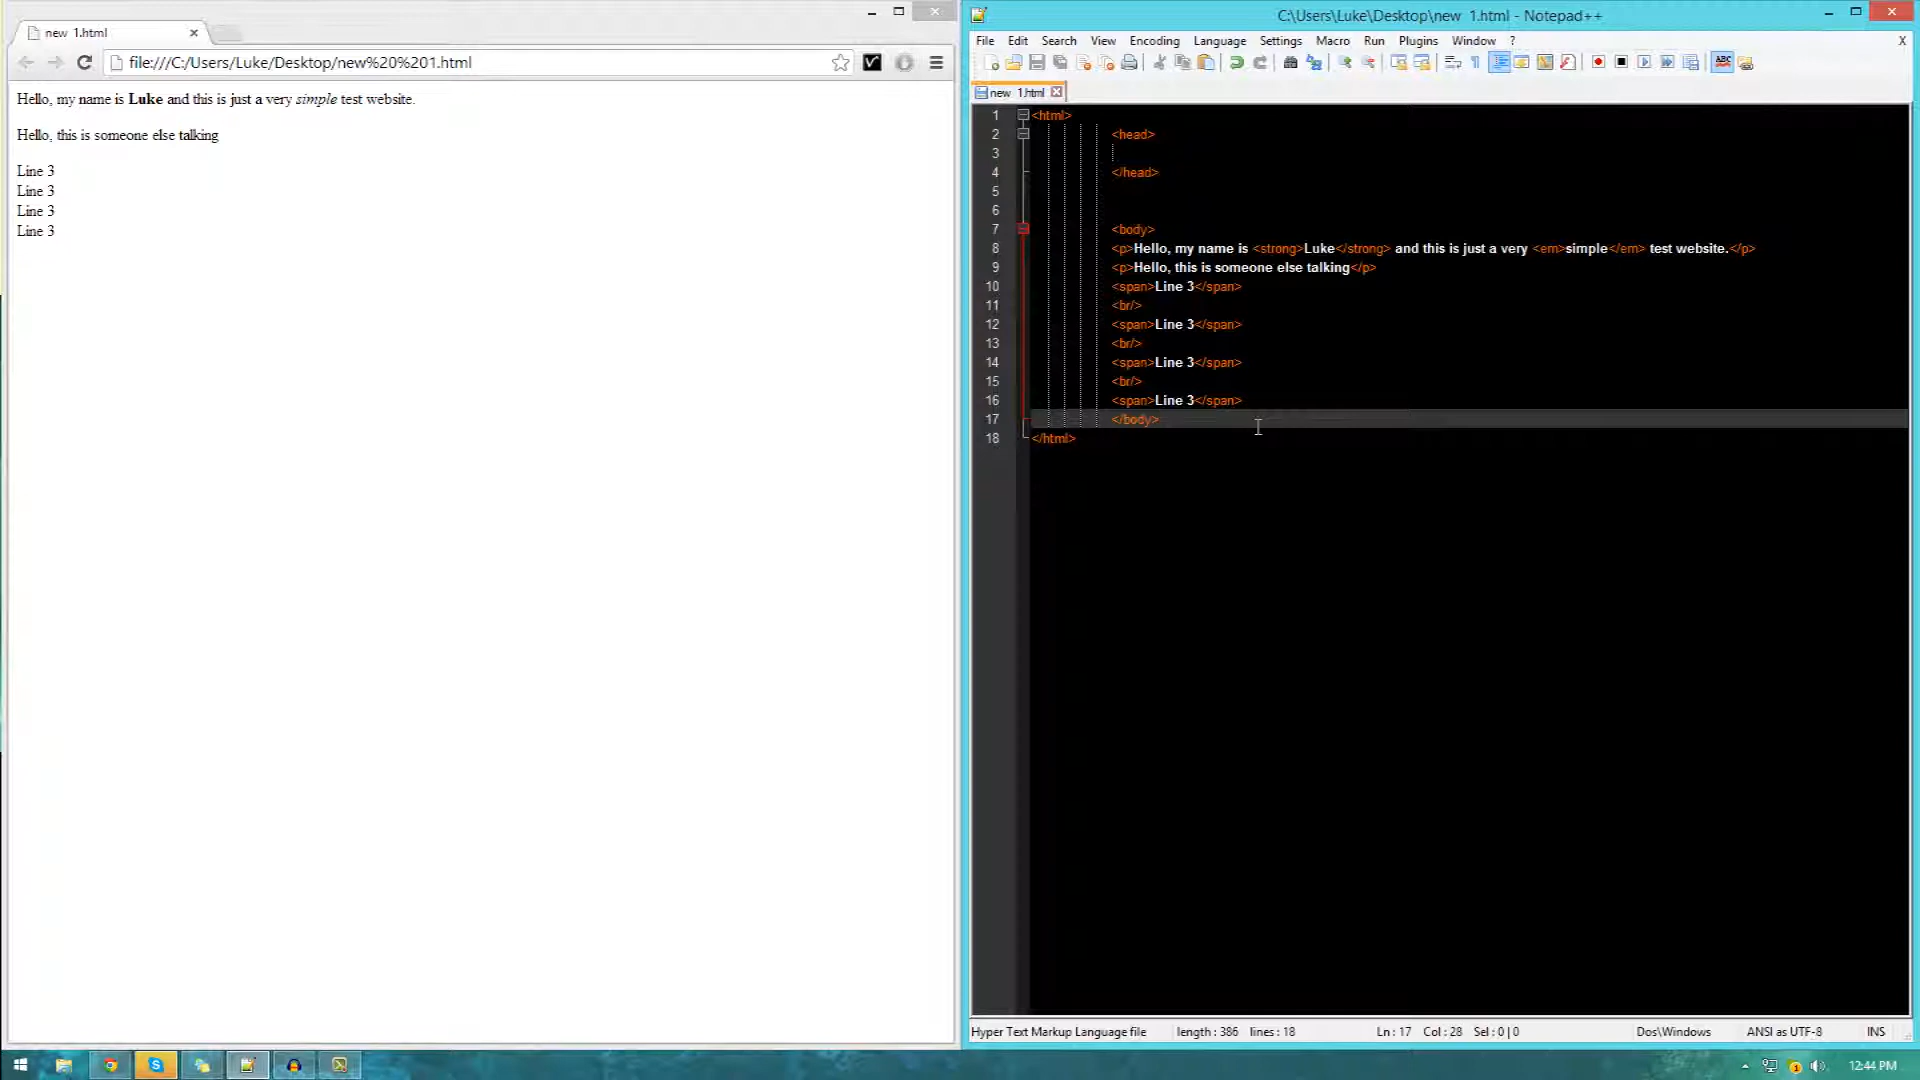 new 1.html
file:///C:/Users/Luke/Desktop/new%20%201.html
Hello, my name is Luke and this is just a very simple test website.
Hello, this is someone else talking
Line 3
Line 3
Line 3
Line 3
C:\Users\Luke\Desktop\new  1.html - Notepad++
File Edit Search View Encoding Language Settings Macro Run Plugins Window ? X
new  1.html
1 <html>
2 <head>
3
4 </head>
5
6
7 <body>
8 <p>Hello, my name is <strong>Luke</strong> and this is just a very <em>simple</em> test website.</p>
9 <p>Hello, this is someone else talking</p>
10 <span>Line 3</span>
11 <br/>
12 <span>Line 3</span>
13 <br/>
14 <span>Line 3</span>
15 <br/>
16 <span>Line 3</span>
17 </body>
18 </html>
Hyper Text Markup Language file length : 386 lines : 18 Ln : 17 Col : 28 Sel : 0 | 0 Dos\Windows ANSI as UTF-8 INS
12:44 PM